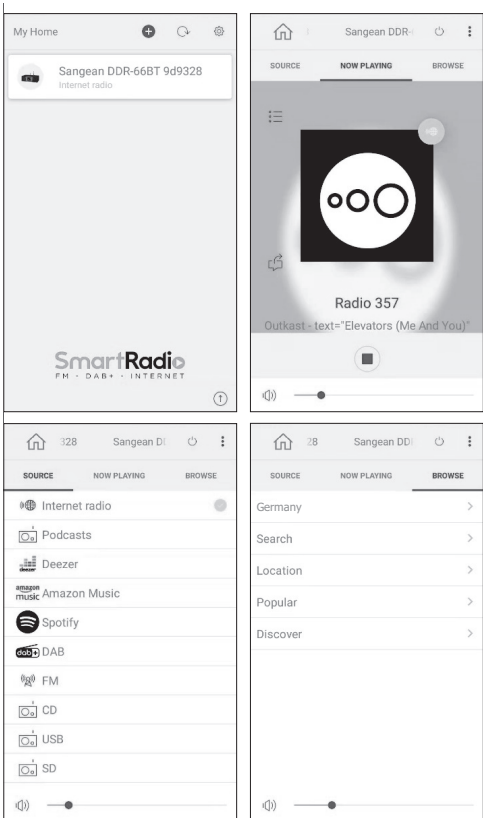 My Home
Sangean DDR-66BT 9d9328
Internet radio
SmartRadio
FM - DAB+ - INTERNET
Sangean DDR-
SOURCE NOW PLAYING BROWSE
Radio 357
Outkast - text="Elevators (Me And You)"
328 Sangean D
SOURCE NOW PLAYING BROWSE
Internet radio
Podcasts
deezer Deezer
amazon music Amazon Music
Spotify
dab+ DAB
FM
CD
USB
SD
28 Sangean DD
SOURCE NOW PLAYING BROWSE
Germany
Search
Location
Popular
Discover